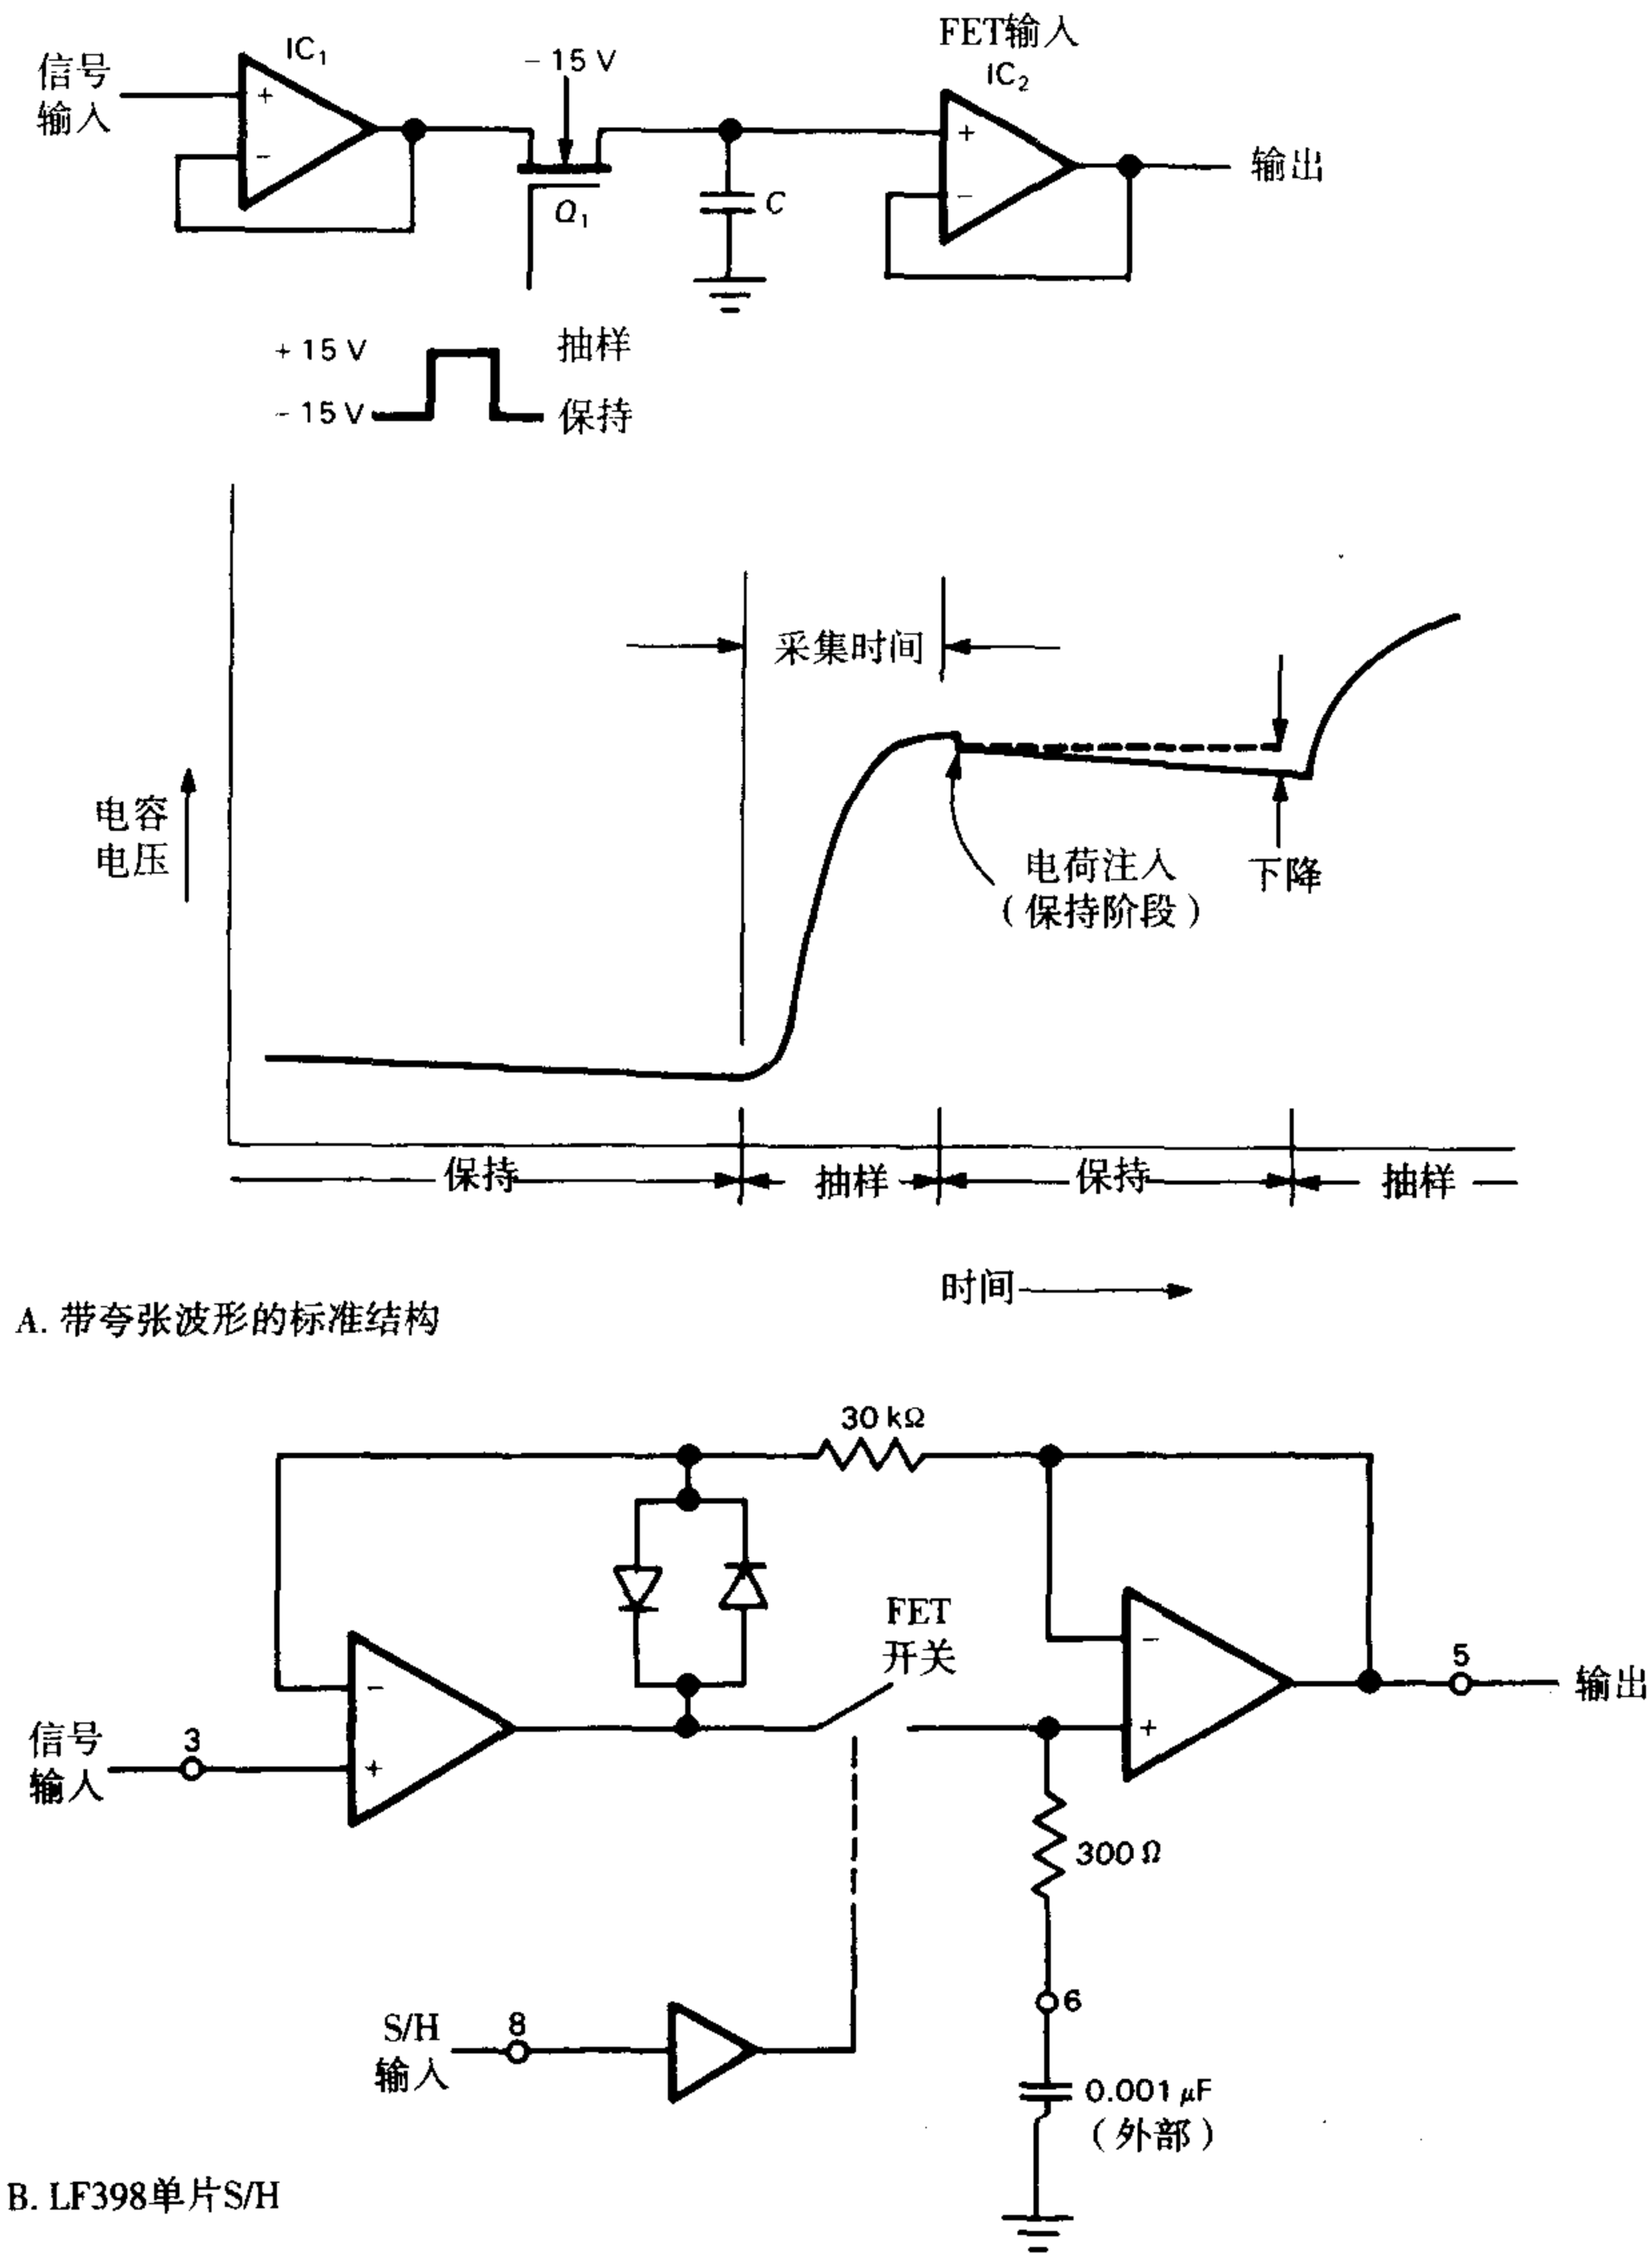 FET输入
信号
输入
IC₁
- 15 V
IC₂
+
-
+
-
输出
Q₁
C
+ 15 V
抽样
- 15 V
保持
采集时间
电容
电压
电荷注入
（保持阶段）
下降
保持
抽样
保持
抽样
时间
A. 带夸张波形的标准结构
30 kΩ
FET
开关
-
+
-
+
信号
输入
3
5
输出
300 Ω
6
S/H
输入
8
0.001 μF
（外部）
B. LF398单片S/H